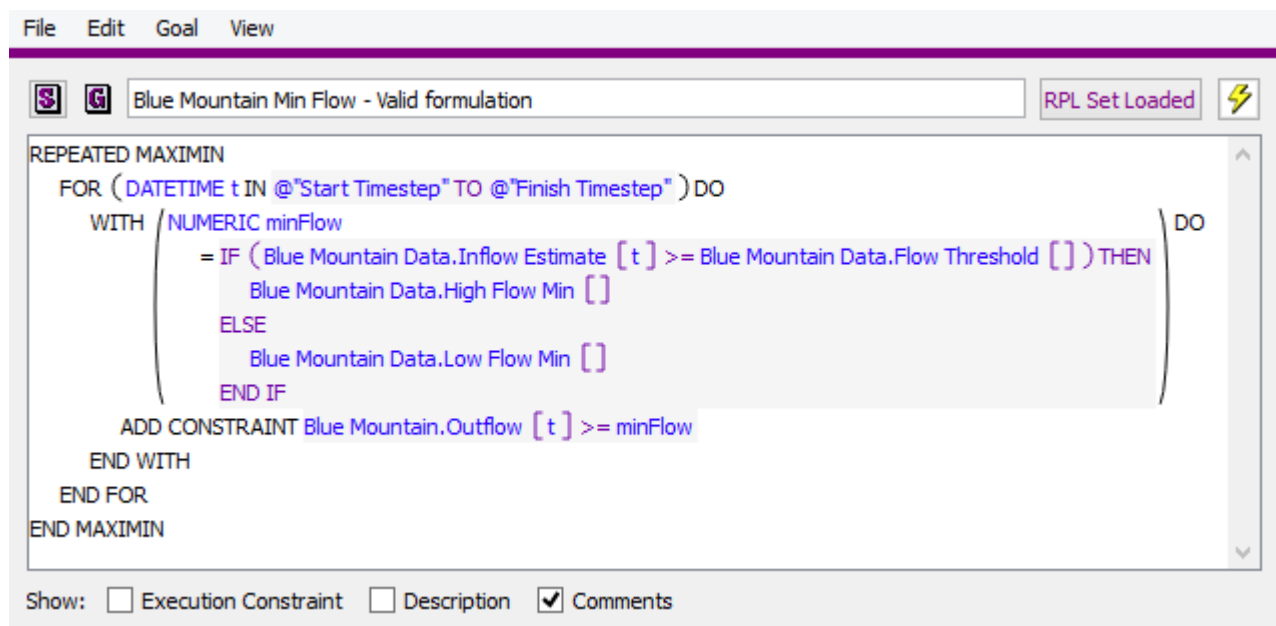 File Edit Goal View
S G Blue Mountain Min Flow - Valid formulation RPL Set Loaded
REPEATED MAXIMIN
FOR ( DATETIME t IN @"Start Timestep" TO @"Finish Timestep" ) DO
WITH ( NUMERIC minFlow ) DO
= IF ( Blue Mountain Data.Inflow Estimate [ t ] >= Blue Mountain Data.Flow Threshold [ ] ) THEN
Blue Mountain Data.High Flow Min [ ]
ELSE
Blue Mountain Data.Low Flow Min [ ]
END IF
ADD CONSTRAINT Blue Mountain.Outflow [ t ] >= minFlow
END WITH
END FOR
END MAXIMIN
Show: Execution Constraint Description Comments